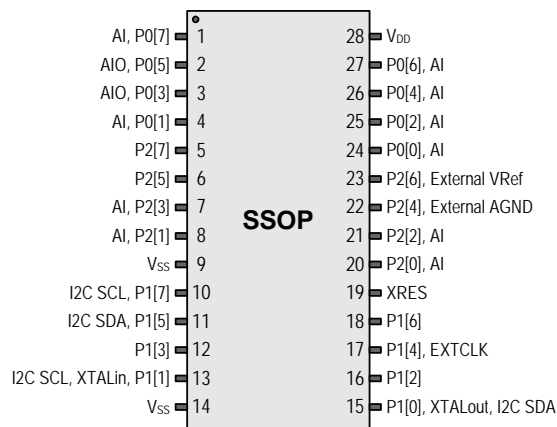 AI, P0[7] 1 28 VDD
AIO, P0[5] 2 27 P0[6], AI
AIO, P0[3] 3 26 P0[4], AI
AI, P0[1] 4 25 P0[2], AI
P2[7] 5 24 P0[0], AI
P2[5] 6 23 P2[6], External VRef
AI, P2[3] 7 SSOP 22 P2[4], External AGND
AI, P2[1] 8 21 P2[2], AI
VSS 9 20 P2[0], AI
I2C SCL, P1[7] 10 19 XRES
I2C SDA, P1[5] 11 18 P1[6]
P1[3] 12 17 P1[4], EXTCLK
I2C SCL, XTALin, P1[1] 13 16 P1[2]
VSS 14 15 P1[0], XTALout, I2C SDA